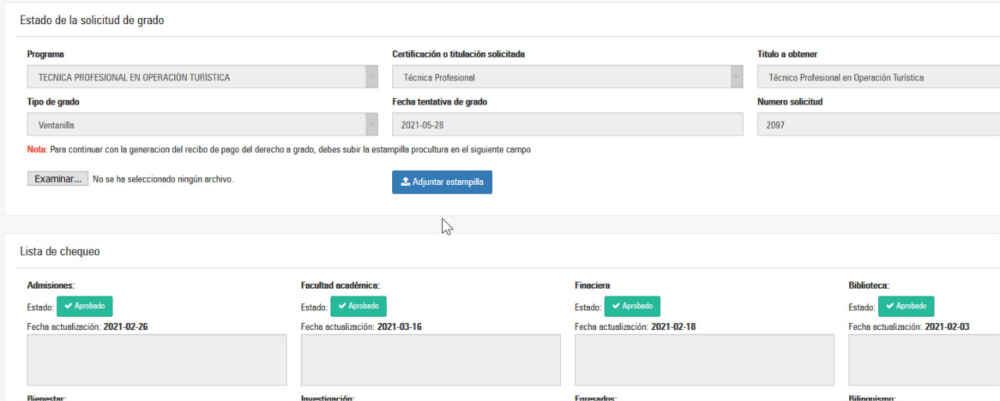 Estado de la solicitud de grado
Programa Certificación o titulación solicitada Titulo a obtener
TECNICA PROFESIONAL EN OPERACIÓN TURÍSTICA Técnica Profesional Técnico Profesional en Operación Turística
Tipo de grado Fecha tentativa de grado Numero solicitud
Ventanilla 2021-05-28 2097
Nota: Para continuar con la generacion del recibo de pago del derecho a grado, debes subir la estampilla procultura en el siguiente campo
Examinar... No se ha seleccionado ningún archivo. Adjuntar estampilla
Lista de chequeo
Admisiones: Facultad académica: Finaciera Biblioteca:
Estado: Aprobado Estado: Aprobado Estado: Aprobado Estado: Aprobado
Fecha actualización: 2021-02-26 Fecha actualización: 2021-03-16 Fecha actualización: 2021-02-18 Fecha actualización: 2021-02-03
Bienestar: Investigación: Egresados: Bilinguismo: